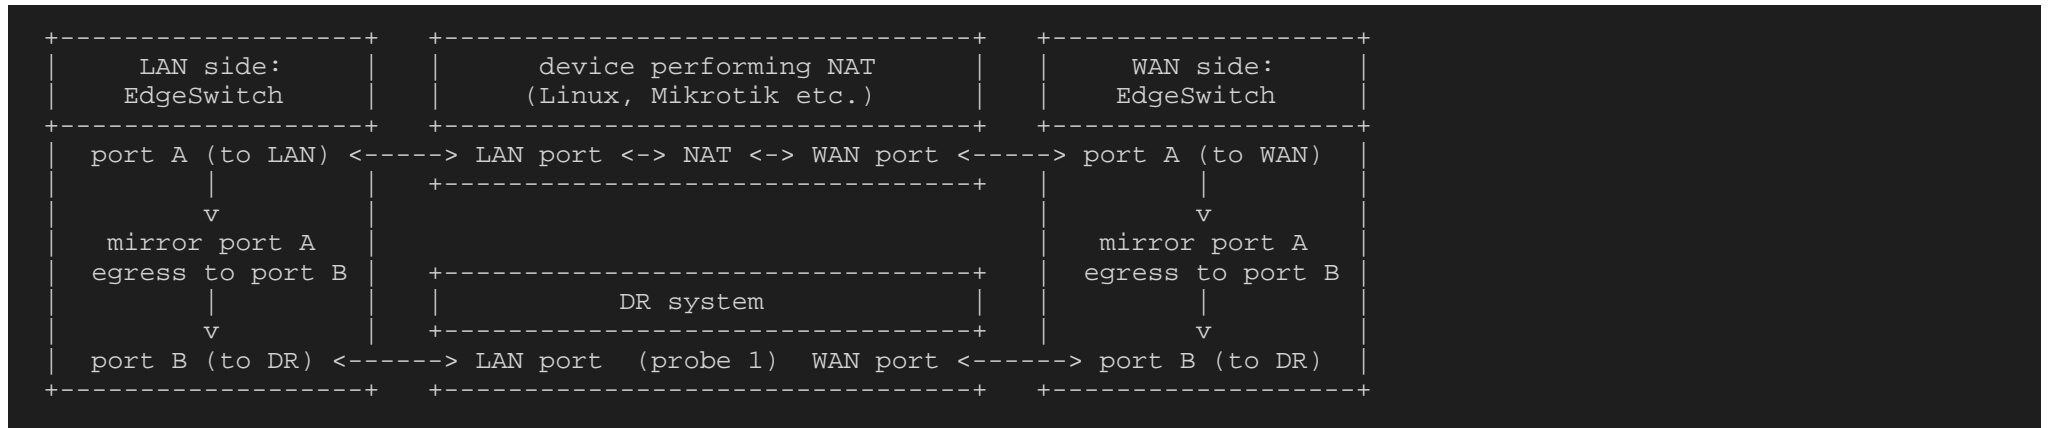 +-------------------+   +---------------------------------+   +-------------------+
|     LAN side:     |   |      device performing NAT      |   |     WAN side:     |
|    EdgeSwitch     |   |     (Linux, Mikrotik etc.)      |   |    EdgeSwitch     |
+-------------------+   +---------------------------------+   +-------------------+
|  port A (to LAN) <-----> LAN port <-> NAT <-> WAN port <-----> port A (to WAN)  |
|         |         |   +---------------------------------+   |         |         |
|         v         |                                         |         v         |
|   mirror port A   |                                         |   mirror port A   |
|  egress to port B |   +---------------------------------+   |  egress to port B |
|         |         |   |           DR system             |   |         |         |
|         v         |   +---------------------------------+   |         v         |
|  port B (to DR) <------> LAN port  (probe 1)  WAN port <------> port B (to DR)  |
+-------------------+   +---------------------------------+   +-------------------+